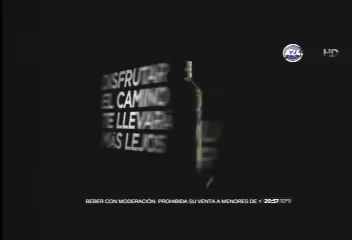 DISFRUTAR
EL CAMINO
TE LLEVARÁ
MÁS LEJOS
A24
HD
BEBER CON MODERACIÓN. PROHIBIDA SU VENTA A MENORES DE 1
20:57